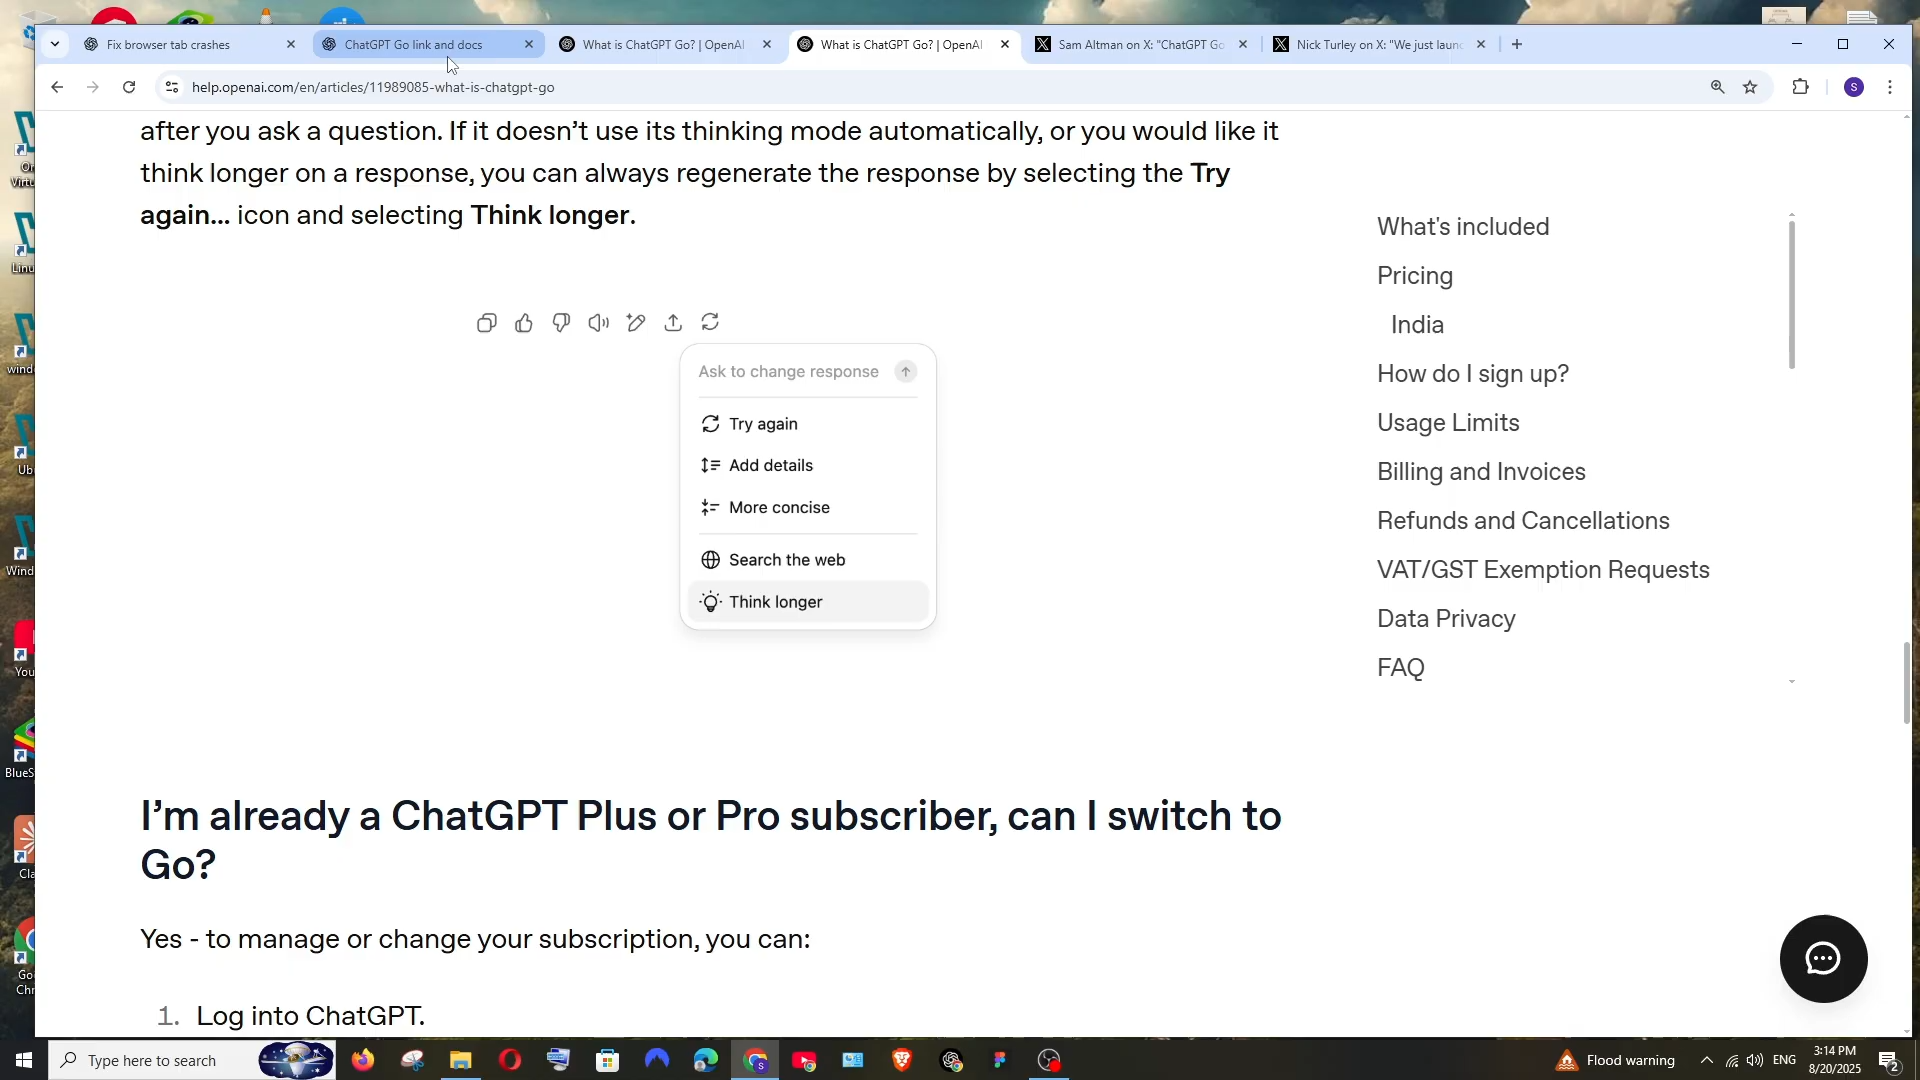 Fix browser tab crashes
ChatGPT Go link and docs
What is ChatGPT Go? | OpenAI
What is ChatGPT Go? | OpenAI
Sam Altman on X: "ChatGPT Go
Nick Turley on X: "We just laun
help.openai.com/en/articles/11989085-what-is-chatgpt-go
S
after you ask a question. If it doesn’t use its thinking mode automatically, or you would like it
think longer on a response, you can always regenerate the response by selecting the Try
again... icon and selecting Think longer.
Ask to change response
Try again
Add details
More concise
Search the web
Think longer
What's included
Pricing
India
How do I sign up?
Usage Limits
Billing and Invoices
Refunds and Cancellations
VAT/GST Exemption Requests
Data Privacy
FAQ
I’m already a ChatGPT Plus or Pro subscriber, can I switch to
Go?
Yes - to manage or change your subscription, you can:
1. Log into ChatGPT.
Type here to search
Flood warning
ENG
3:14 PM
8/20/2025
2